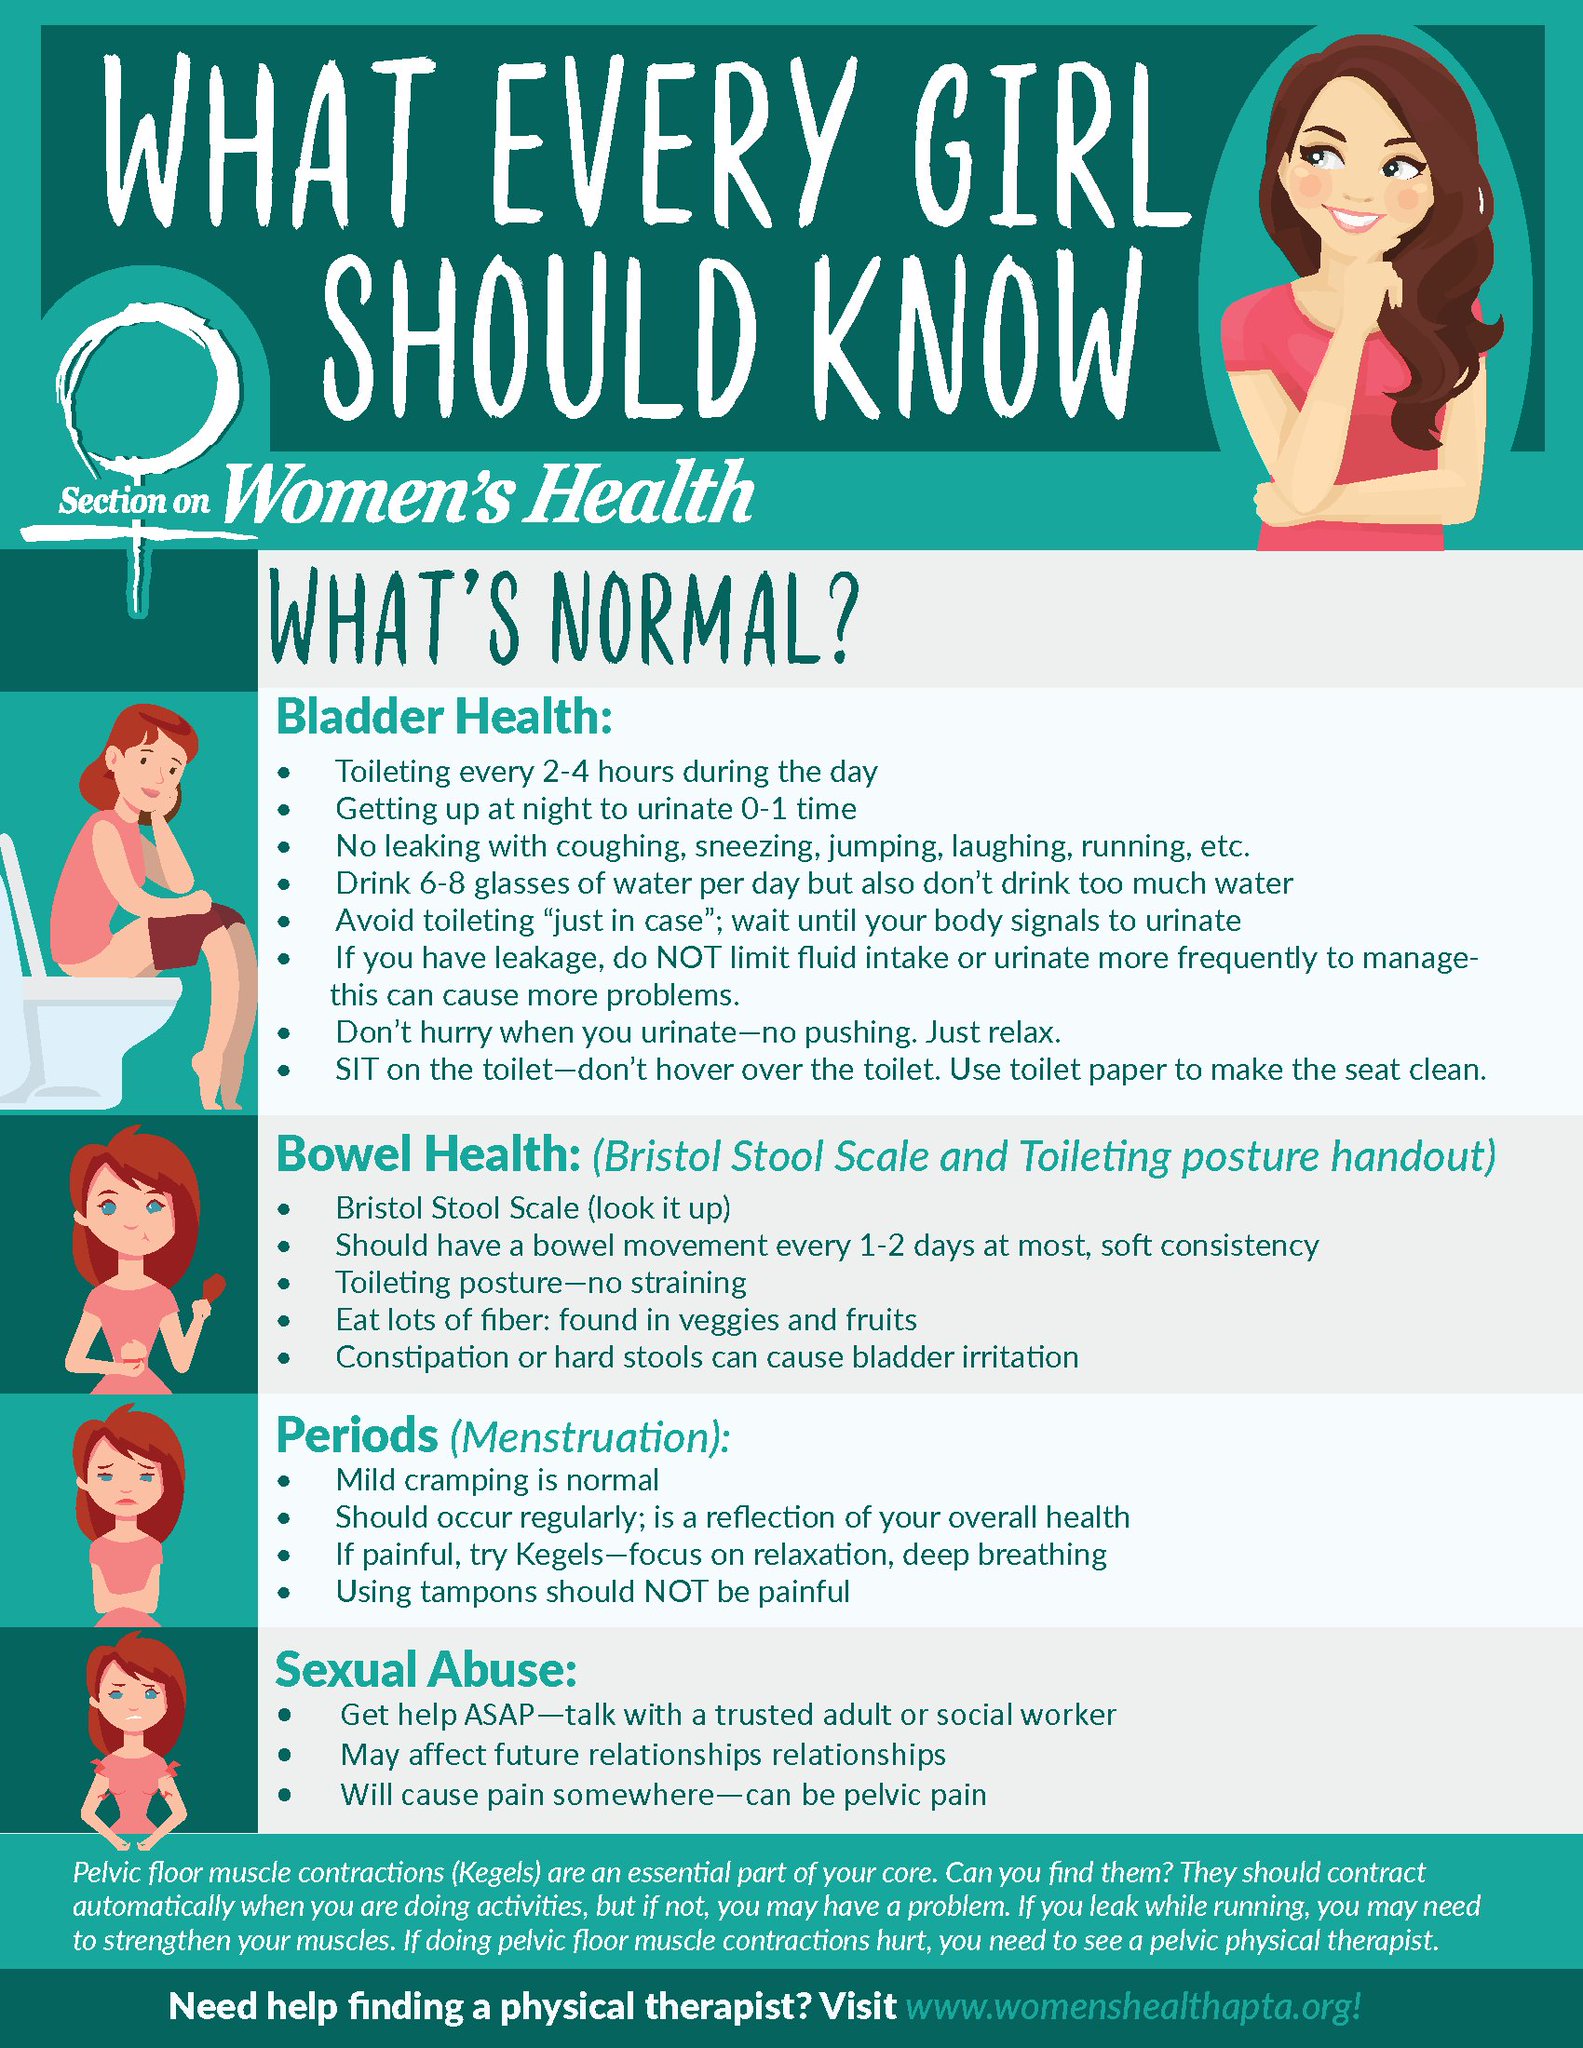 WHAT EVERY GIRL
SHOULD KNOW
Section on Women's Health
WHAT'S NORMAL?
Bladder Health:
• Toileting every 2-4 hours during the day
• Getting up at night to urinate 0-1 time
• No leaking with coughing, sneezing, jumping, laughing, running, etc.
• Drink 6-8 glasses of water per day but also don't drink too much water
• Avoid toileting “just in case”; wait until your body signals to urinate
• If you have leakage, do NOT limit fluid intake or urinate more frequently to manage-
this can cause more problems.
• Don't hurry when you urinate—no pushing. Just relax.
• SIT on the toilet—don't hover over the toilet. Use toilet paper to make the seat clean.
Bowel Health: (Bristol Stool Scale and Toileting posture handout)
• Bristol Stool Scale (look it up)
• Should have a bowel movement every 1-2 days at most, soft consistency
• Toileting posture—no straining
• Eat lots of fiber: found in veggies and fruits
• Constipation or hard stools can cause bladder irritation
Periods (Menstruation):
• Mild cramping is normal
• Should occur regularly; is a reflection of your overall health
• If painful, try Kegels—focus on relaxation, deep breathing
• Using tampons should NOT be painful
Sexual Abuse:
• Get help ASAP—talk with a trusted adult or social worker
• May affect future relationships relationships
• Will cause pain somewhere—can be pelvic pain
Pelvic floor muscle contractions (Kegels) are an essential part of your core. Can you find them? They should contract
automatically when you are doing activities, but if not, you may have a problem. If you leak while running, you may need
to strengthen your muscles. If doing pelvic floor muscle contractions hurt, you need to see a pelvic physical therapist.
Need help finding a physical therapist? Visit www.womenshealthapta.org!